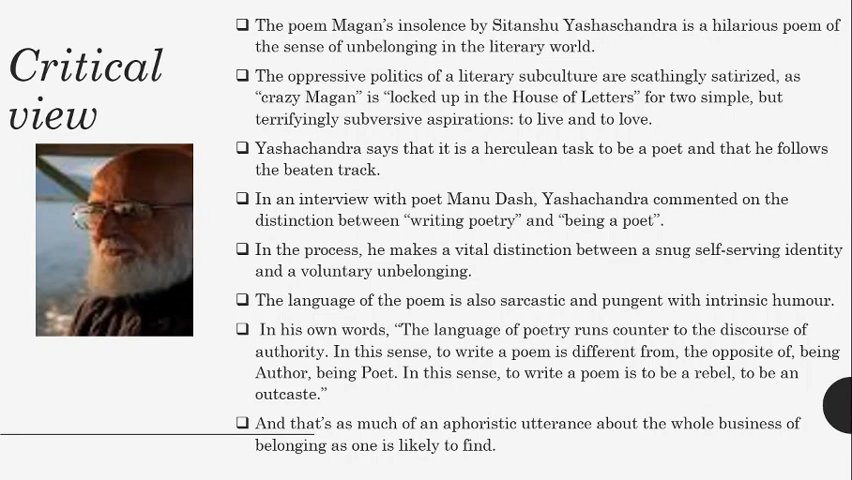 Critical
view
❑ The poem Magan's insolence by Sitanshu Yashaschandra is a hilarious poem of
the sense of unbelonging in the literary world.
❑ The oppressive politics of a literary subculture are scathingly satirized, as
“crazy Magan” is “locked up in the House of Letters” for two simple, but
terrifyingly subversive aspirations: to live and to love.
❑ Yashachandra says that it is a herculean task to be a poet and that he follows
the beaten track.
❑ In an interview with poet Manu Dash, Yashachandra commented on the
distinction between “writing poetry” and “being a poet”.
❑ In the process, he makes a vital distinction between a snug self-serving identity
and a voluntary unbelonging.
❑ The language of the poem is also sarcastic and pungent with intrinsic humour.
❑ In his own words, “The language of poetry runs counter to the discourse of
authority. In this sense, to write a poem is different from, the opposite of, being
Author, being Poet. In this sense, to write a poem is to be a rebel, to be an
outcaste.”
❑ And that's as much of an aphoristic utterance about the whole business of
belonging as one is likely to find.